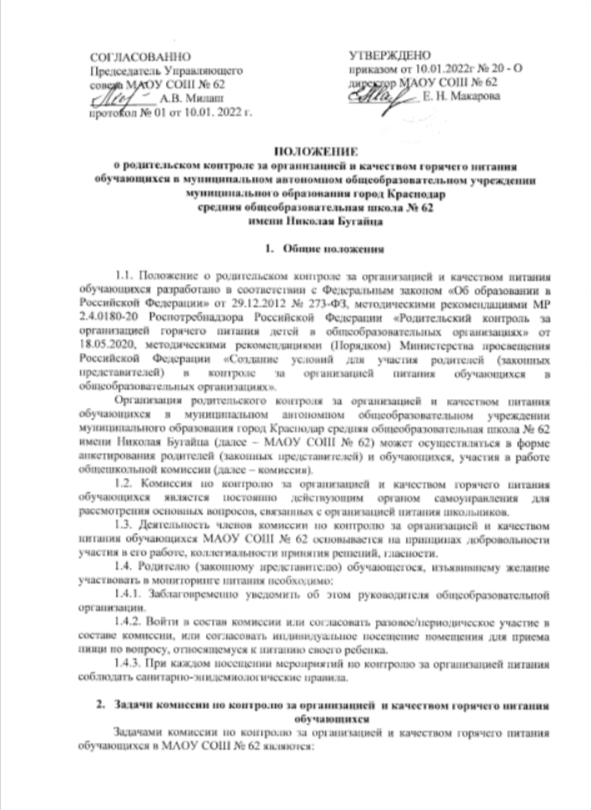 СОГЛАСОВАННО
Председатель Управляющего
совета МАОУ СОШ № 62
А.В. Милаш
протокол № 01 от 10.01. 2022 г.
УТВЕРЖДЕНО
приказом от 10.01.2022г № 20 - О
директор МАОУ СОШ № 62
Е. Н. Макарова
ПОЛОЖЕНИЕ
о родительском контроле за организацией и качеством горячего питания
обучающихся в муниципальном автономном общеобразовательном учреждении
муниципального образования город Краснодар
средняя общеобразовательная школа № 62
имени Николая Бугайца
1. Общие положения
1.1. Положение о родительском контроле за организацией и качеством питания
обучающихся разработано в соответствии с Федеральным законом «Об образовании в
Российской Федерации» от 29.12.2012 № 273-ФЗ, методическими рекомендациями МР
2.4.0180-20 Роспотребнадзора Российской Федерации «Родительский контроль за
организацией горячего питания детей в общеобразовательных организациях» от
18.05.2020, методическими рекомендациями (Порядком) Министерства просвещения
Российской Федерации «Создание условий для участия родителей (законных
представителей) в контроле за организацией питания обучающихся в
общеобразовательных организациях».
Организация родительского контроля за организацией и качеством питания
обучающихся в муниципальном автономном общеобразовательном учреждении
муниципального образования город Краснодар средняя общеобразовательная школа № 62
имени Николая Бугайца (далее – МАОУ СОШ № 62) может осуществляться в форме
анкетирования родителей (законных представителей) и обучающихся, участия в работе
общешкольной комиссии (далее – комиссия).
1.2. Комиссия по контролю за организацией и качеством горячего питания
обучающихся является постоянно действующим органом самоуправления для
рассмотрения основных вопросов, связанных с организацией питания школьников.
1.3. Деятельность членов комиссии по контролю за организацией и качеством
питания обучающихся МАОУ СОШ № 62 основывается на принципах добровольности
участия в его работе, коллегиальности принятия решений, гласности.
1.4. Родителю (законному представителю) обучающегося, изъявившему желание
участвовать в мониторинге питания необходимо:
1.4.1. Заблаговременно уведомить об этом руководителя общеобразовательной
организации.
1.4.2. Войти в состав комиссии или согласовать разовое/периодическое участие в
составе комиссии, или согласовать индивидуальное посещение помещения для приема
пищи по вопросу, относящемуся к питанию своего ребенка.
1.4.3. При каждом посещении мероприятий по контролю за организацией питания
соблюдать санитарно-эпидемиологические правила.
2. Задачи комиссии по контролю за организацией и качеством горячего питания
обучающихся
Задачами комиссии по контролю за организацией и качеством горячего питания
обучающихся в МАОУ СОШ № 62 являются: